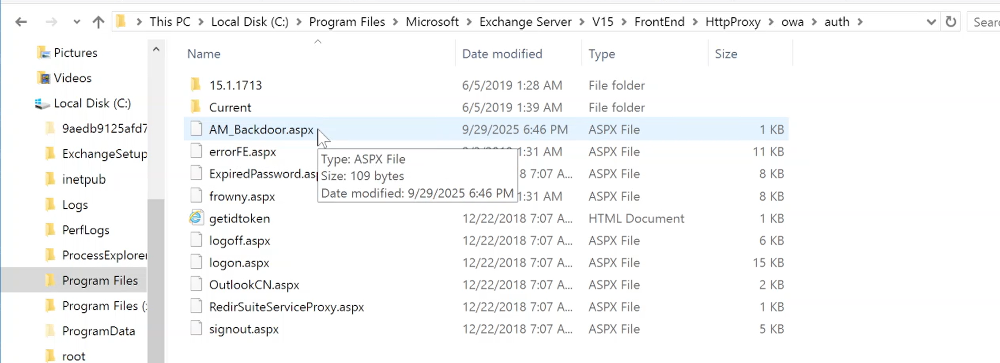 This PC > Local Disk (C:) > Program Files > Microsoft > Exchange Server > V15 > FrontEnd > HttpProxy > owa > auth >
Pictures
Videos
Local Disk (C:)
9aedb9125afd7
ExchangeSetup
inetpub
Logs
PerfLogs
ProcessExplorer
Program Files
Program Files (
ProgramData
root
Name Date modified Type Size
15.1.1713 6/5/2019 1:28 AM File folder
Current 6/5/2019 1:39 AM File folder
AM_Backdoor.aspx 9/29/2025 6:46 PM ASPX File 1 KB
errorFE.aspx 1:31 AM ASPX File 11 KB
ExpiredPassword.asp 8 7:07 A... ASPX File 8 KB
frowny.aspx 1:31 AM ASPX File 8 KB
getidtoken 12/22/2018 7:07 A... HTML Document 1 KB
logoff.aspx 12/22/2018 7:07 A... ASPX File 6 KB
logon.aspx 12/22/2018 7:07 A... ASPX File 15 KB
OutlookCN.aspx 12/22/2018 7:07 A... ASPX File 2 KB
RedirSuiteServiceProxy.aspx 12/22/2018 7:07 A... ASPX File 1 KB
signout.aspx 12/22/2018 7:07 A... ASPX File 5 KB
Type: ASPX File
Size: 109 bytes
Date modified: 9/29/2025 6:46 PM